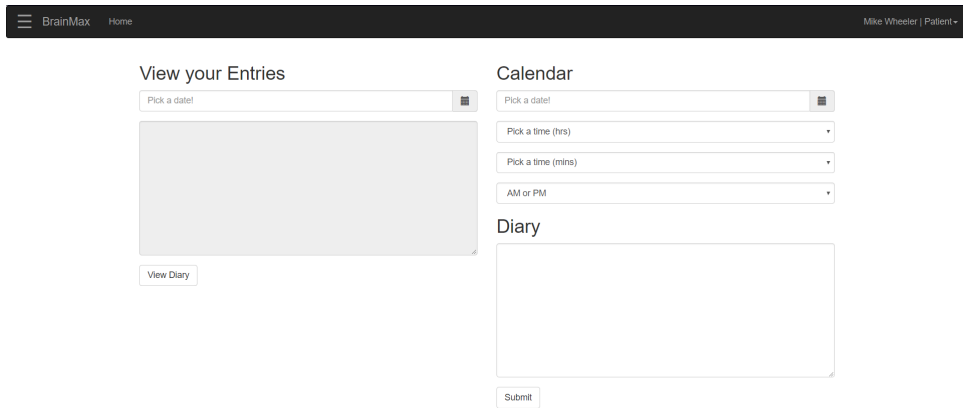 BrainMax Home Mike Wheeler | Patient
View your Entries
Pick a date!
View Diary
Calendar
Pick a date!
Pick a time (hrs)
Pick a time (mins)
AM or PM
Diary
Submit